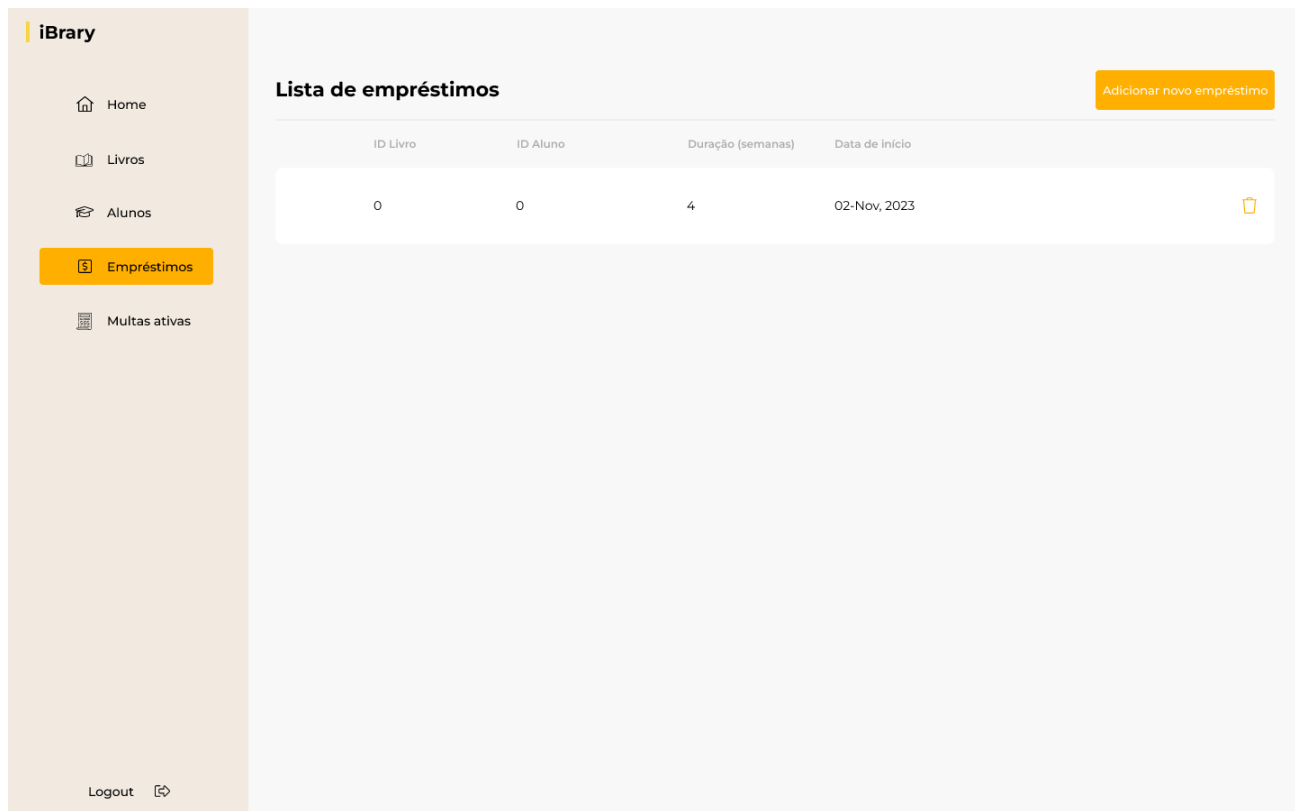 iBrary
Home
Livros
Alunos
Empréstimos
Multas ativas
Logout
Lista de empréstimos
Adicionar novo empréstimo
ID Livro ID Aluno Duração (semanas) Data de início
0 0 4 02-Nov, 2023